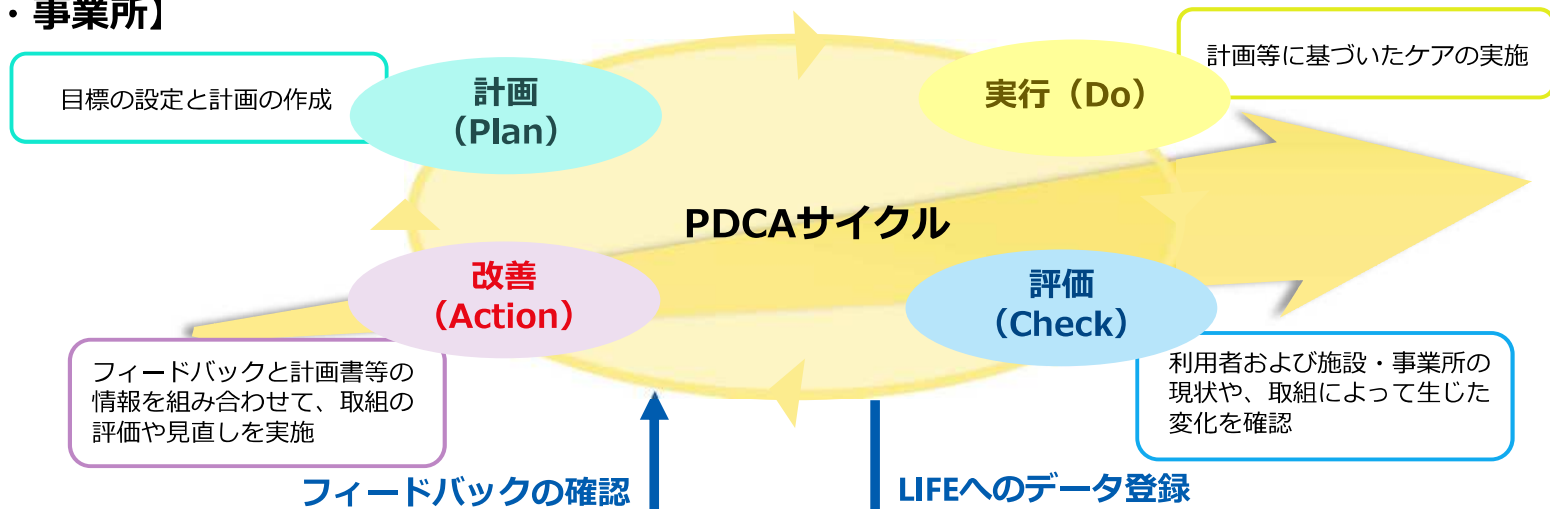 ・事業所】
目標の設定と計画の作成
計画
（Plan）
実行（Do）
計画等に基づいたケアの実施
PDCAサイクル
改善
（Action）
評価
（Check）
フィードバックと計画書等の
情報を組み合わせて、取組の
評価や見直しを実施
利用者および施設・事業所の
現状や、取組によって生じた
変化を確認
フィードバックの確認
LIFEへのデータ登録